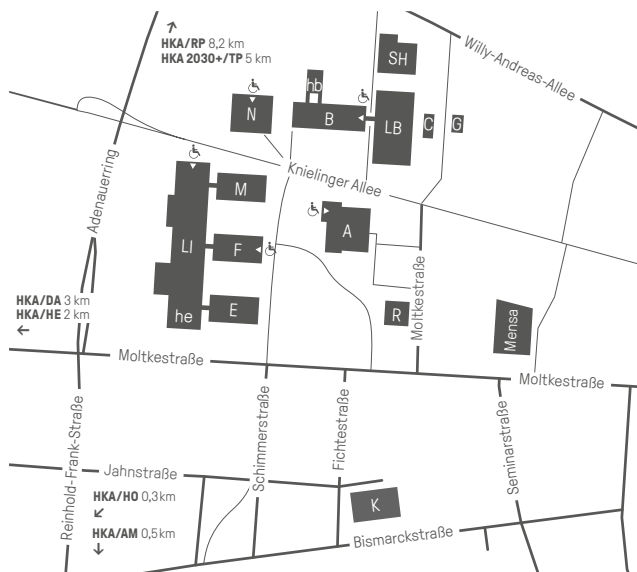 HKA/RP 8,2 km
HKA 2030+/TP 5 km
Willy-Andreas-Allee
SH
hb
N
B
LB
C
G
Knielinger Allee
Adenauerring
M
A
LI
F
HKA/DA 3 km
HKA/HE 2 km
he
E
R
Moltkestraße
Mensa
Moltkestraße
Moltkestraße
Reinhold-Frank-Straße
Schimmerstraße
Fichtestraße
Seminarstraße
Jahnstraße
HKA/HO 0,3 km
K
HKA/AM 0,5 km
Bismarckstraße